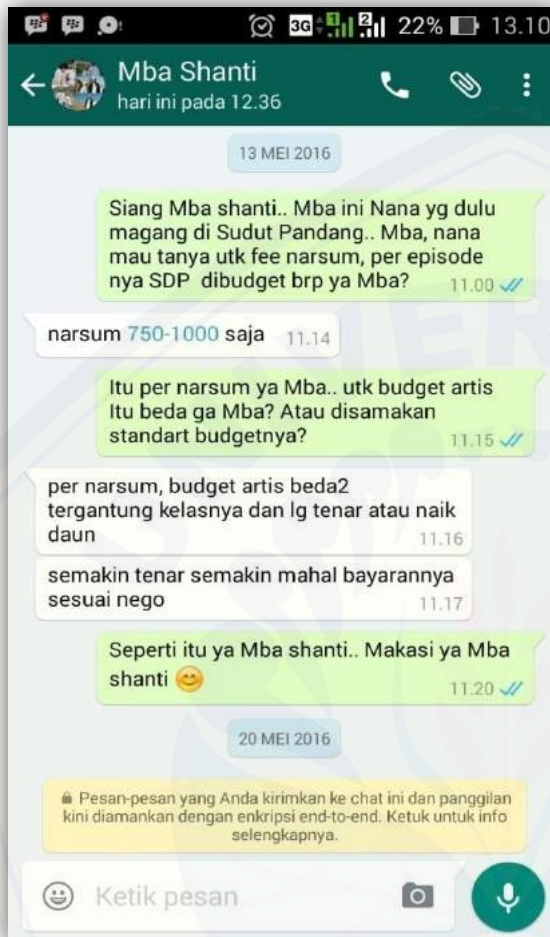 3G 1 2 22% 13.10
Mba Shanti
hari ini pada 12.36
13 MEI 2016
Siang Mba shanti.. Mba ini Nana yg dulu
magang di Sudut Pandang.. Mba, nana
mau tanya utk fee narsum, per episode
nya SDP dibudget brp ya Mba? 11.00
narsum 750-1000 saja 11.14
Itu per narsum ya Mba.. utk budget artis
Itu beda ga Mba? Atau disamakan
standart budgetnya? 11.15
per narsum, budget artis beda2
tergantung kelasnya dan lg tenar atau naik
daun 11.16
semakin tenar semakin mahal bayarannya
sesuai nego 11.17
Seperti itu ya Mba shanti.. Makasi ya Mba
shanti 😊 11.20
20 MEI 2016
Pesan-pesan yang Anda kirimkan ke chat ini dan panggilan
kini diamankan dengan enkripsi end-to-end. Ketuk untuk info
selengkapnya.
Ketik pesan